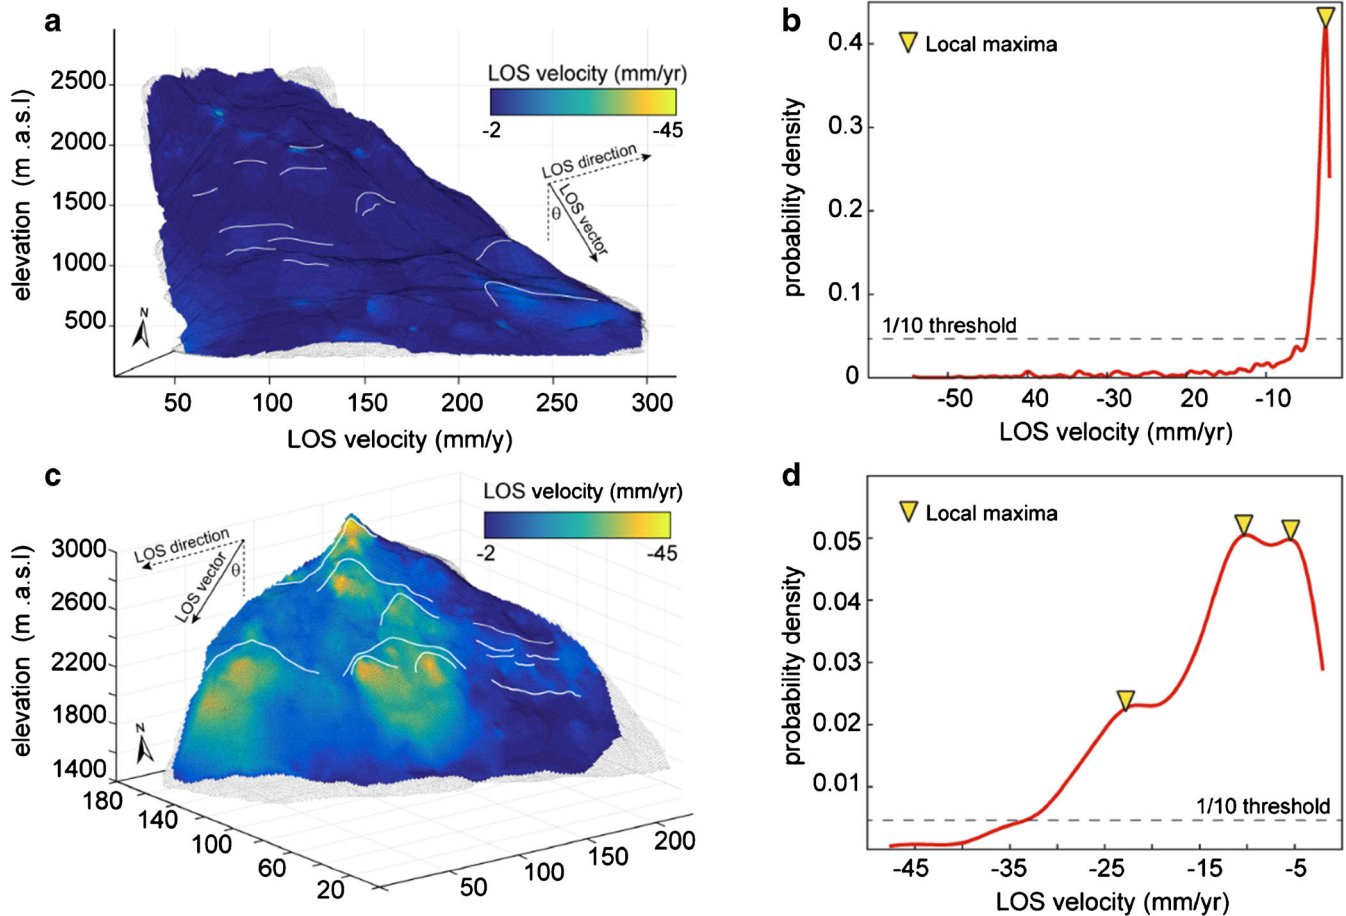 a
LOS velocity (mm/yr)
-2 -45
LOS direction
LOS vector
θ
N
elevation (m .a.s.l)
2500
2000
1500
1000
500
50 100 150 200 250 300
LOS velocity (mm/y)
b
Local maxima
probability density
0.4
0.3
0.2
0.1
0
1/10 threshold
-50 40 -30 20 -10
LOS velocity (mm/yr)
c
LOS velocity (mm/yr)
-2 -45
LOS direction
LOS vector
θ
N
elevation (m .a.s.l)
3000
2600
2200
1800
1400
180 140 100 60 20
50 100 150 200
d
Local maxima
probability density
0.05
0.04
0.03
0.02
0.01
1/10 threshold
-45 -35 -25 -15 -5
LOS velocity (mm/yr)